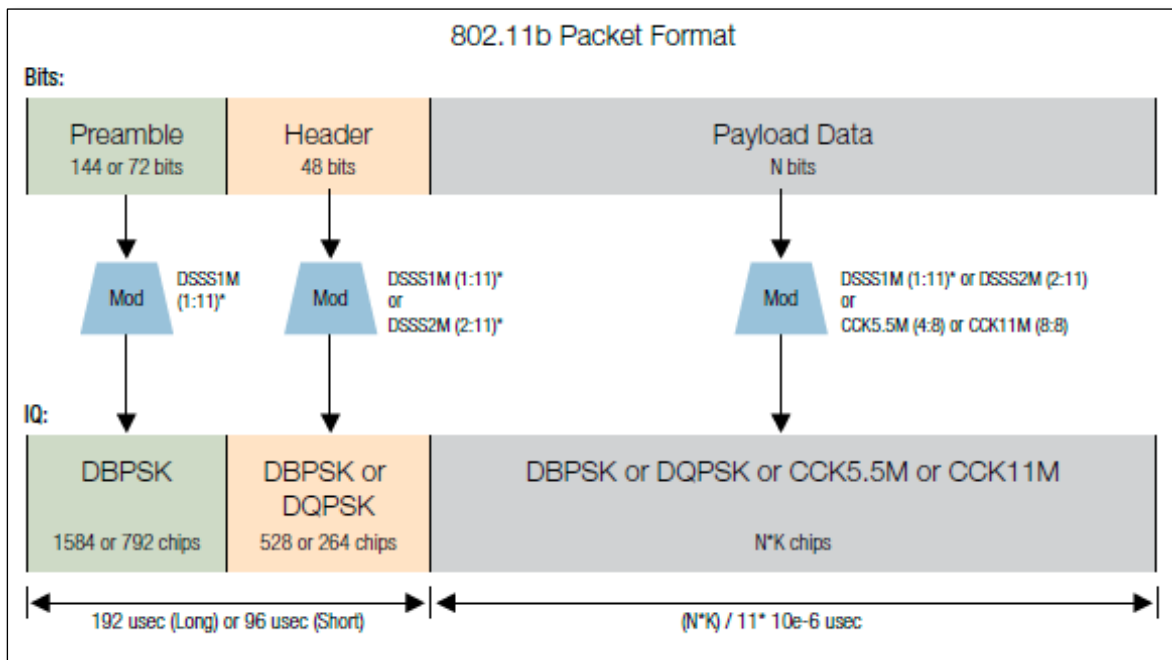 802.11b Packet Format
Bits:
Preamble
144 or 72 bits
Header
48 bits
Payload Data
N bits
Mod
DSSS1M
(1:11)*
Mod
DSSS1M (1:11)*
or
DSSS2M (2:11)*
Mod
DSSS1M (1:11)* or DSSS2M (2:11)
or
CCK5.5M (4:8) or CCK11M (8:8)
IQ:
DBPSK
1584 or 792 chips
DBPSK or
DQPSK
528 or 264 chips
DBPSK or DQPSK or CCK5.5M or CCK11M
N*K chips
192 usec (Long) or 96 usec (Short)
(N*K) / 11* 10e-6 usec